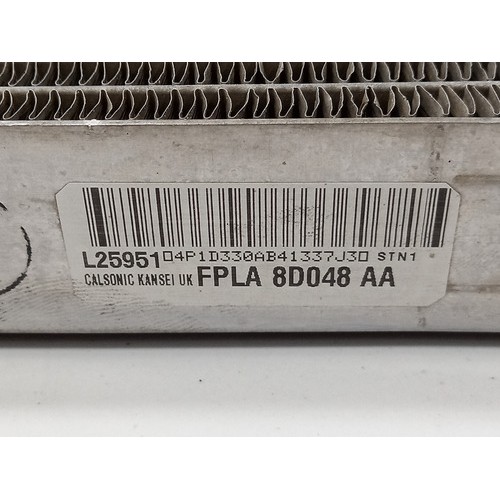 L25951 04P1D330AB41337J30 STN1
CALSONIC KANSEI UK FPLA 8D048 AA